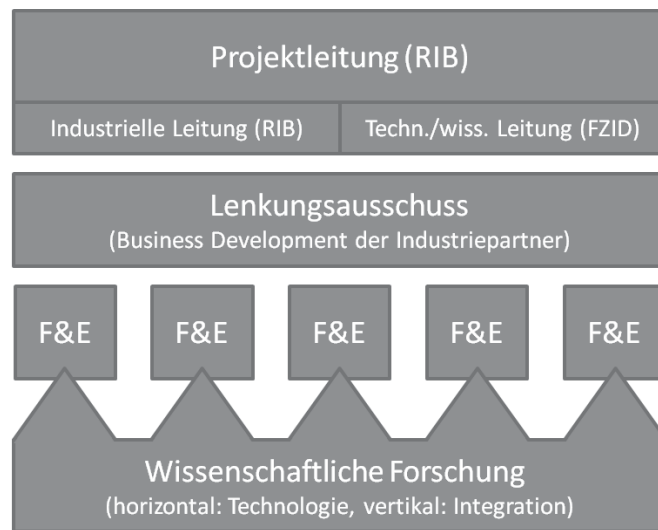 Projektleitung (RIB)
Industrielle Leitung (RIB)
Techn./wiss. Leitung (FZID)
Lenkungsausschuss
(Business Development der Industriepartner)
F&E
F&E
F&E
F&E
F&E
Wissenschaftliche Forschung
(horizontal: Technologie, vertikal: Integration)